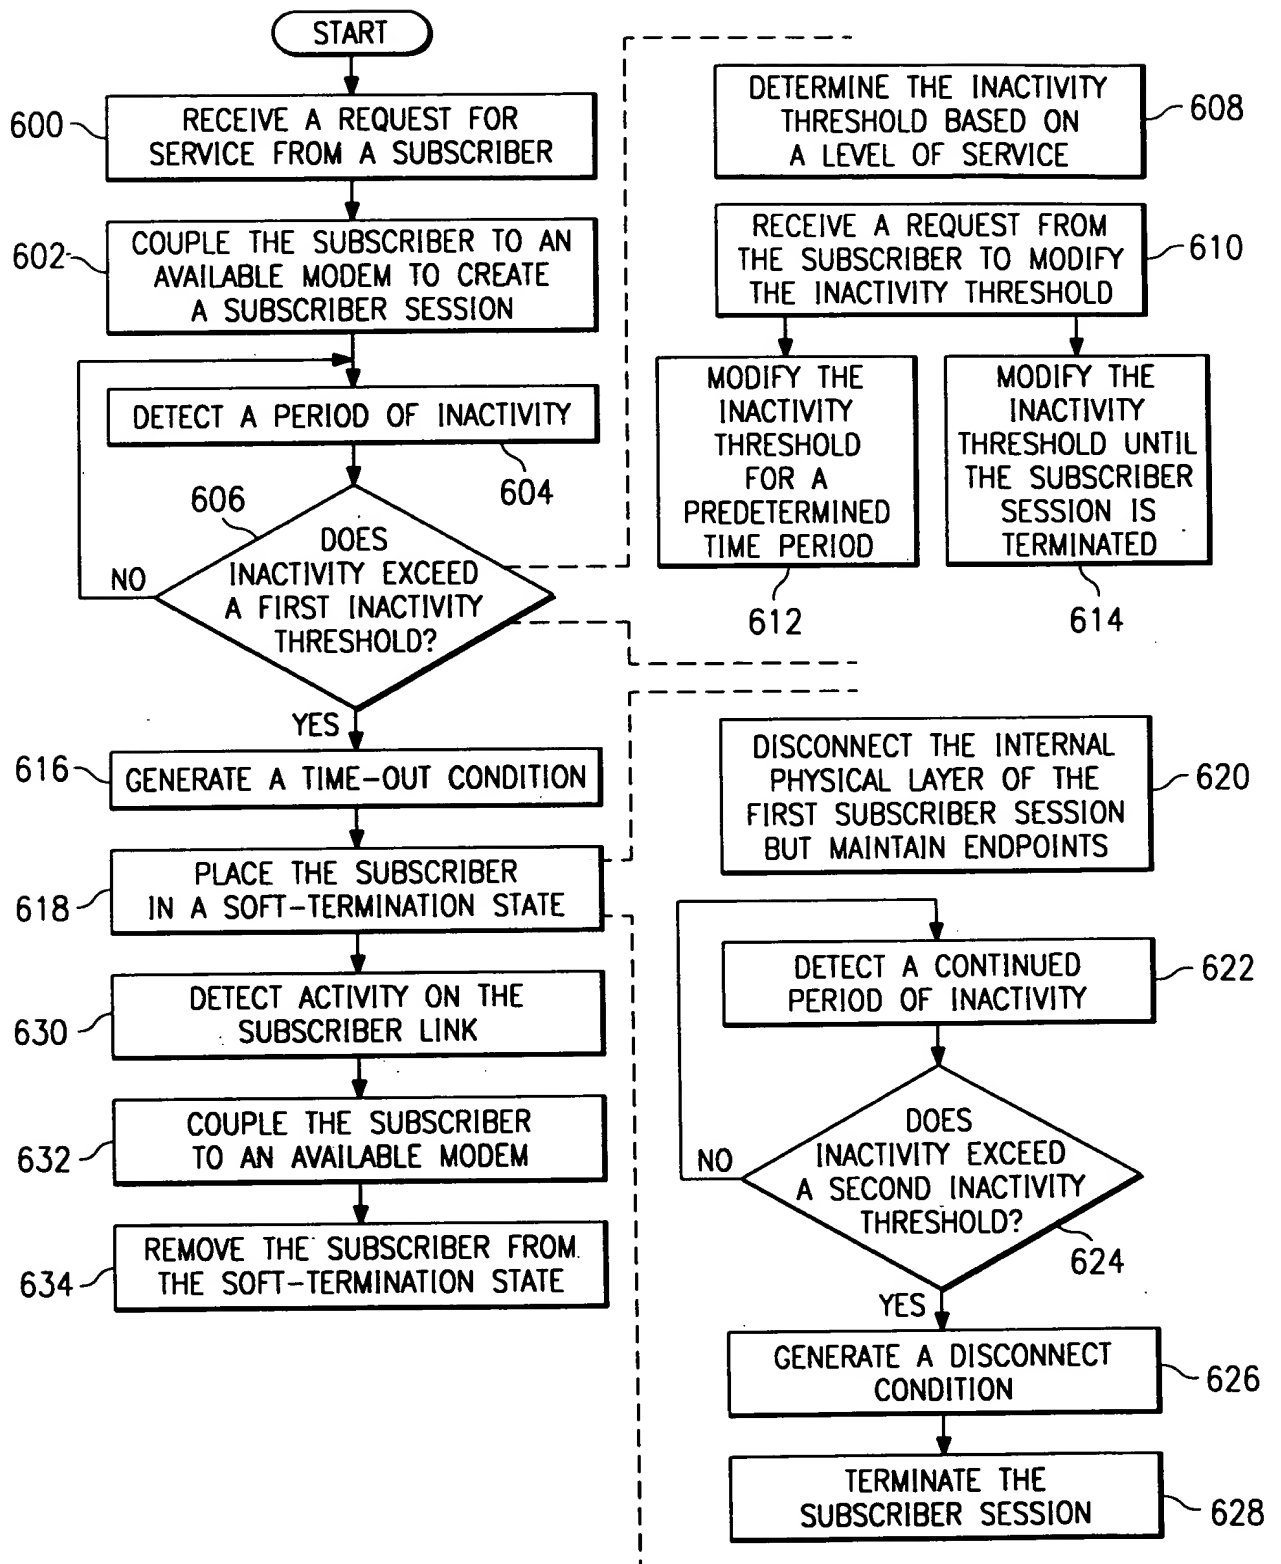 START
600
RECEIVE A REQUEST FOR
SERVICE FROM A SUBSCRIBER
602
COUPLE THE SUBSCRIBER TO AN
AVAILABLE MODEM TO CREATE
A SUBSCRIBER SESSION
DETECT A PERIOD OF INACTIVITY
604
606
DOES
INACTIVITY EXCEED
A FIRST INACTIVITY
THRESHOLD?
NO
YES
DETERMINE THE INACTIVITY
THRESHOLD BASED ON
A LEVEL OF SERVICE
608
RECEIVE A REQUEST FROM
THE SUBSCRIBER TO MODIFY
THE INACTIVITY THRESHOLD
610
MODIFY THE
INACTIVITY
THRESHOLD
FOR A
PREDETERMINED
TIME PERIOD
612
MODIFY THE
INACTIVITY
THRESHOLD UNTIL
THE SUBSCRIBER
SESSION IS
TERMINATED
614
616
GENERATE A TIME-OUT CONDITION
618
PLACE THE SUBSCRIBER
IN A SOFT-TERMINATION STATE
630
DETECT ACTIVITY ON THE
SUBSCRIBER LINK
632
COUPLE THE SUBSCRIBER
TO AN AVAILABLE MODEM
634
REMOVE THE SUBSCRIBER FROM
THE SOFT-TERMINATION STATE
DISCONNECT THE INTERNAL
PHYSICAL LAYER OF THE
FIRST SUBSCRIBER SESSION
BUT MAINTAIN ENDPOINTS
620
DETECT A CONTINUED
PERIOD OF INACTIVITY
622
DOES
INACTIVITY EXCEED
A SECOND INACTIVITY
THRESHOLD?
NO
624
YES
GENERATE A DISCONNECT
CONDITION
626
TERMINATE THE
SUBSCRIBER SESSION
628